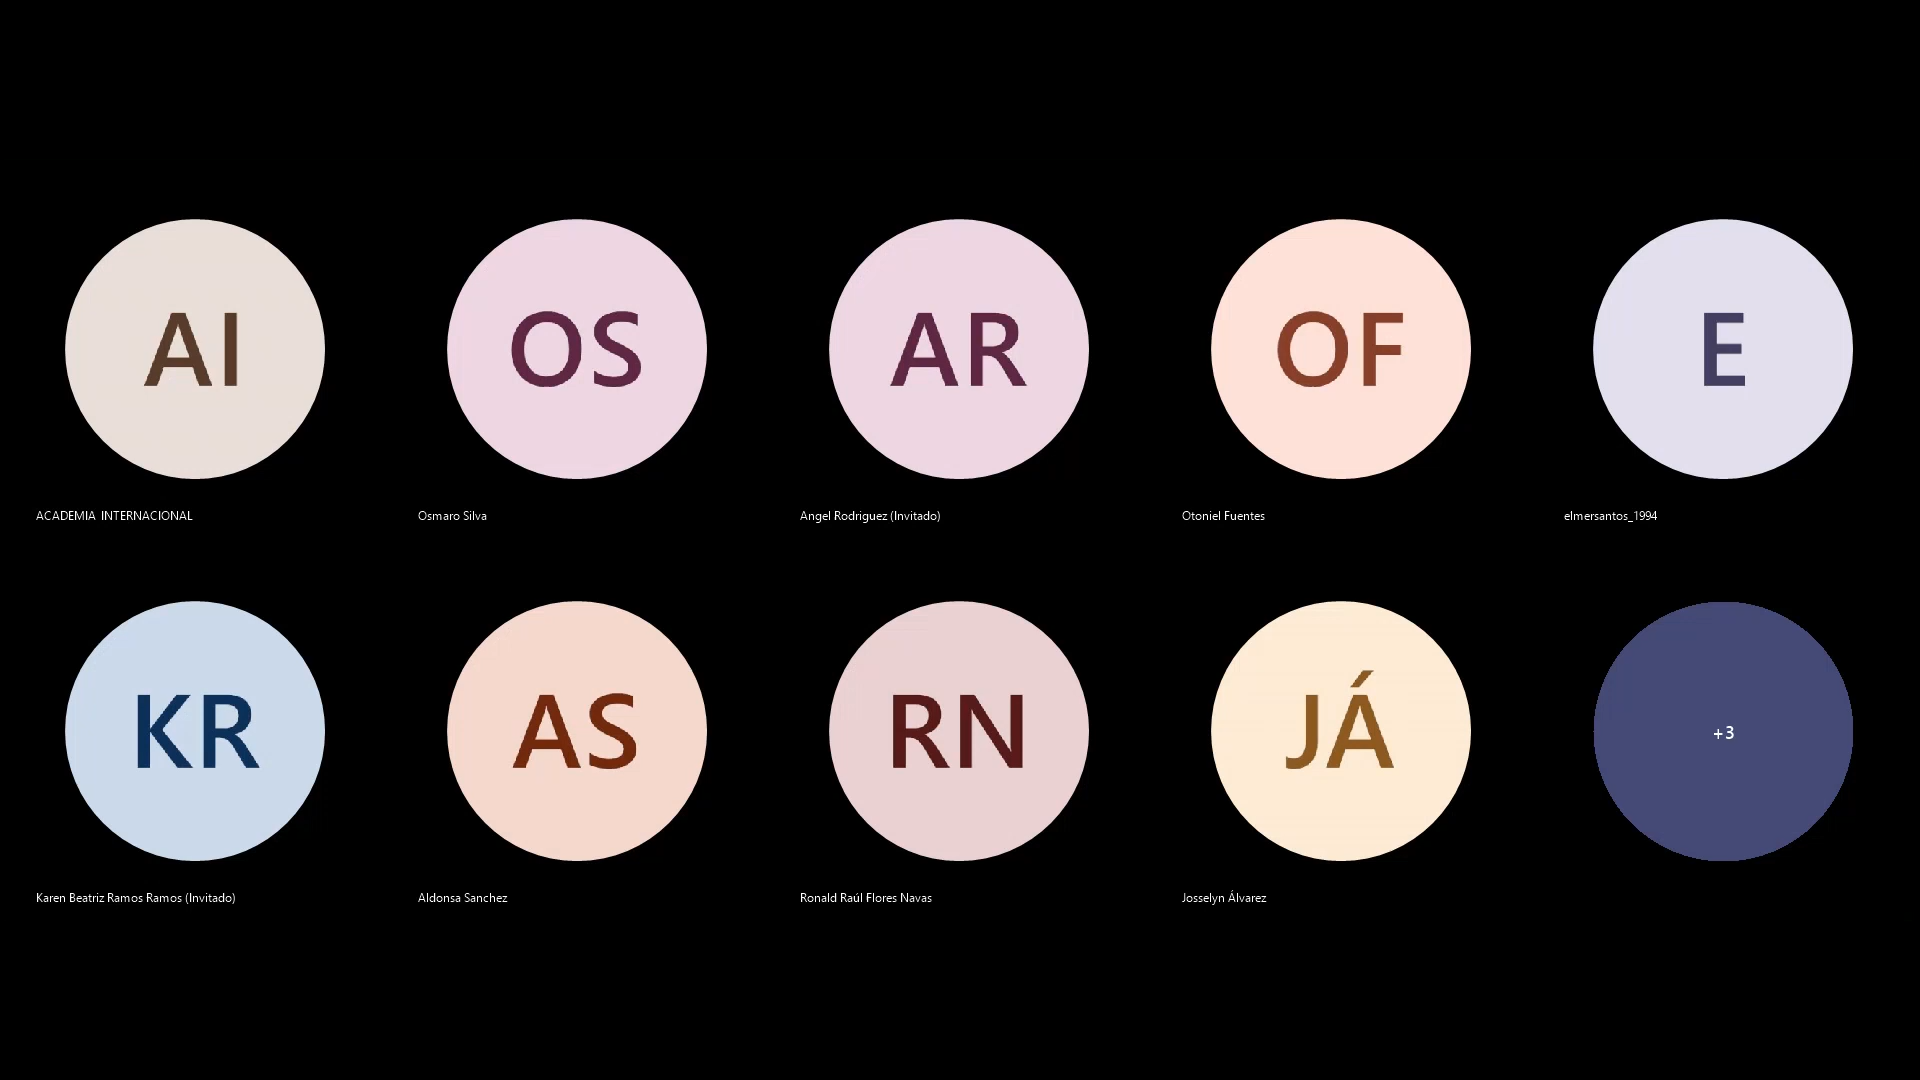 AI
OS
AR
OF
E
ACADEMIA INTERNACIONAL
Osmaro Silva
Angel Rodriguez (Invitado)
Otoniel Fuentes
elmersantos_1994
KR
AS
RN
JÁ
+3
Karen Beatriz Ramos Ramos (Invitado)
Aldonsa Sanchez
Ronald Raúl Flores Navas
Josselyn Álvarez